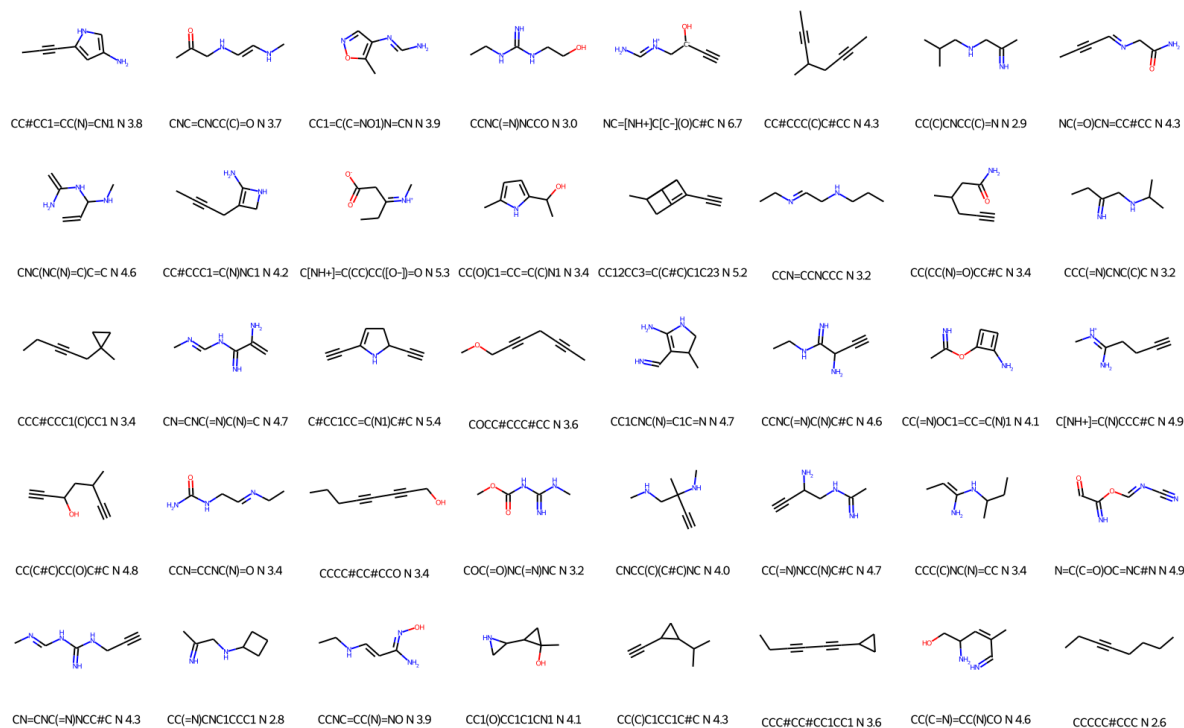 CC#CC1=CC(N)=CN1 N 3.8
CNC=CNCC(C)=O N 3.7
CC1=C(C=NO1)N=CN N 3.9
CCNC(=N)NCCO N 3.0
NC=[NH+]C[C-](O)C#C N 6.7
CC#CCC(C)C#CC N 4.3
CC(C)CNCC(C)=N N 2.9
NC(=O)CN=CC#CC N 4.3
CNC(NC(N)=C)C=C N 4.6
CC#CCC1=C(N)NC1 N 4.2
C[NH+]=C(CC)CC([O-])=O N 5.3
CC(O)C1=CC=C(C)N1 N 3.4
CC12CC3=C(C#C)C1C23 N 5.2
CCN=CCNCCC N 3.2
CC(CC(N)=O)CC#C N 3.4
CCC(=N)CNC(C)C N 3.2
CCC#CCC1(C)CC1 N 3.4
CN=CNC(=N)C(N)=C N 4.7
C#CC1CC=C(N1)C#C N 5.4
COCC#CCC#CC N 3.6
CC1CNC(N)=C1C=N N 4.7
CCNC(=N)C(N)C#C N 4.6
CC(=N)OC1=CC=C(N)1 N 4.1
C[NH+]=C(N)CCC#C N 4.9
CC(C#C)CC(O)C#C N 4.8
CCN=CCNC(N)=O N 3.4
CCCC#CC#CCO N 3.4
COC(=O)NC(=N)NC N 3.2
CNCC(C)(C#C)NC N 4.0
CC(=N)NCC(N)C#C N 4.7
CCC(C)NC(N)=CC N 3.4
N=C(C=O)OC=NC#N N 4.9
CN=CNC(=N)NCC#C N 4.3
CC(=N)CNC1CCC1 N 2.8
CCNC=CC(N)=NO N 3.9
CC1(O)CC1C1CN1 N 4.1
CC(C)C1CC1C#C N 4.3
CCC#CC#CC1CC1 N 3.6
CC(C=N)=CC(N)CO N 4.6
CCCCC#CCC N 2.6